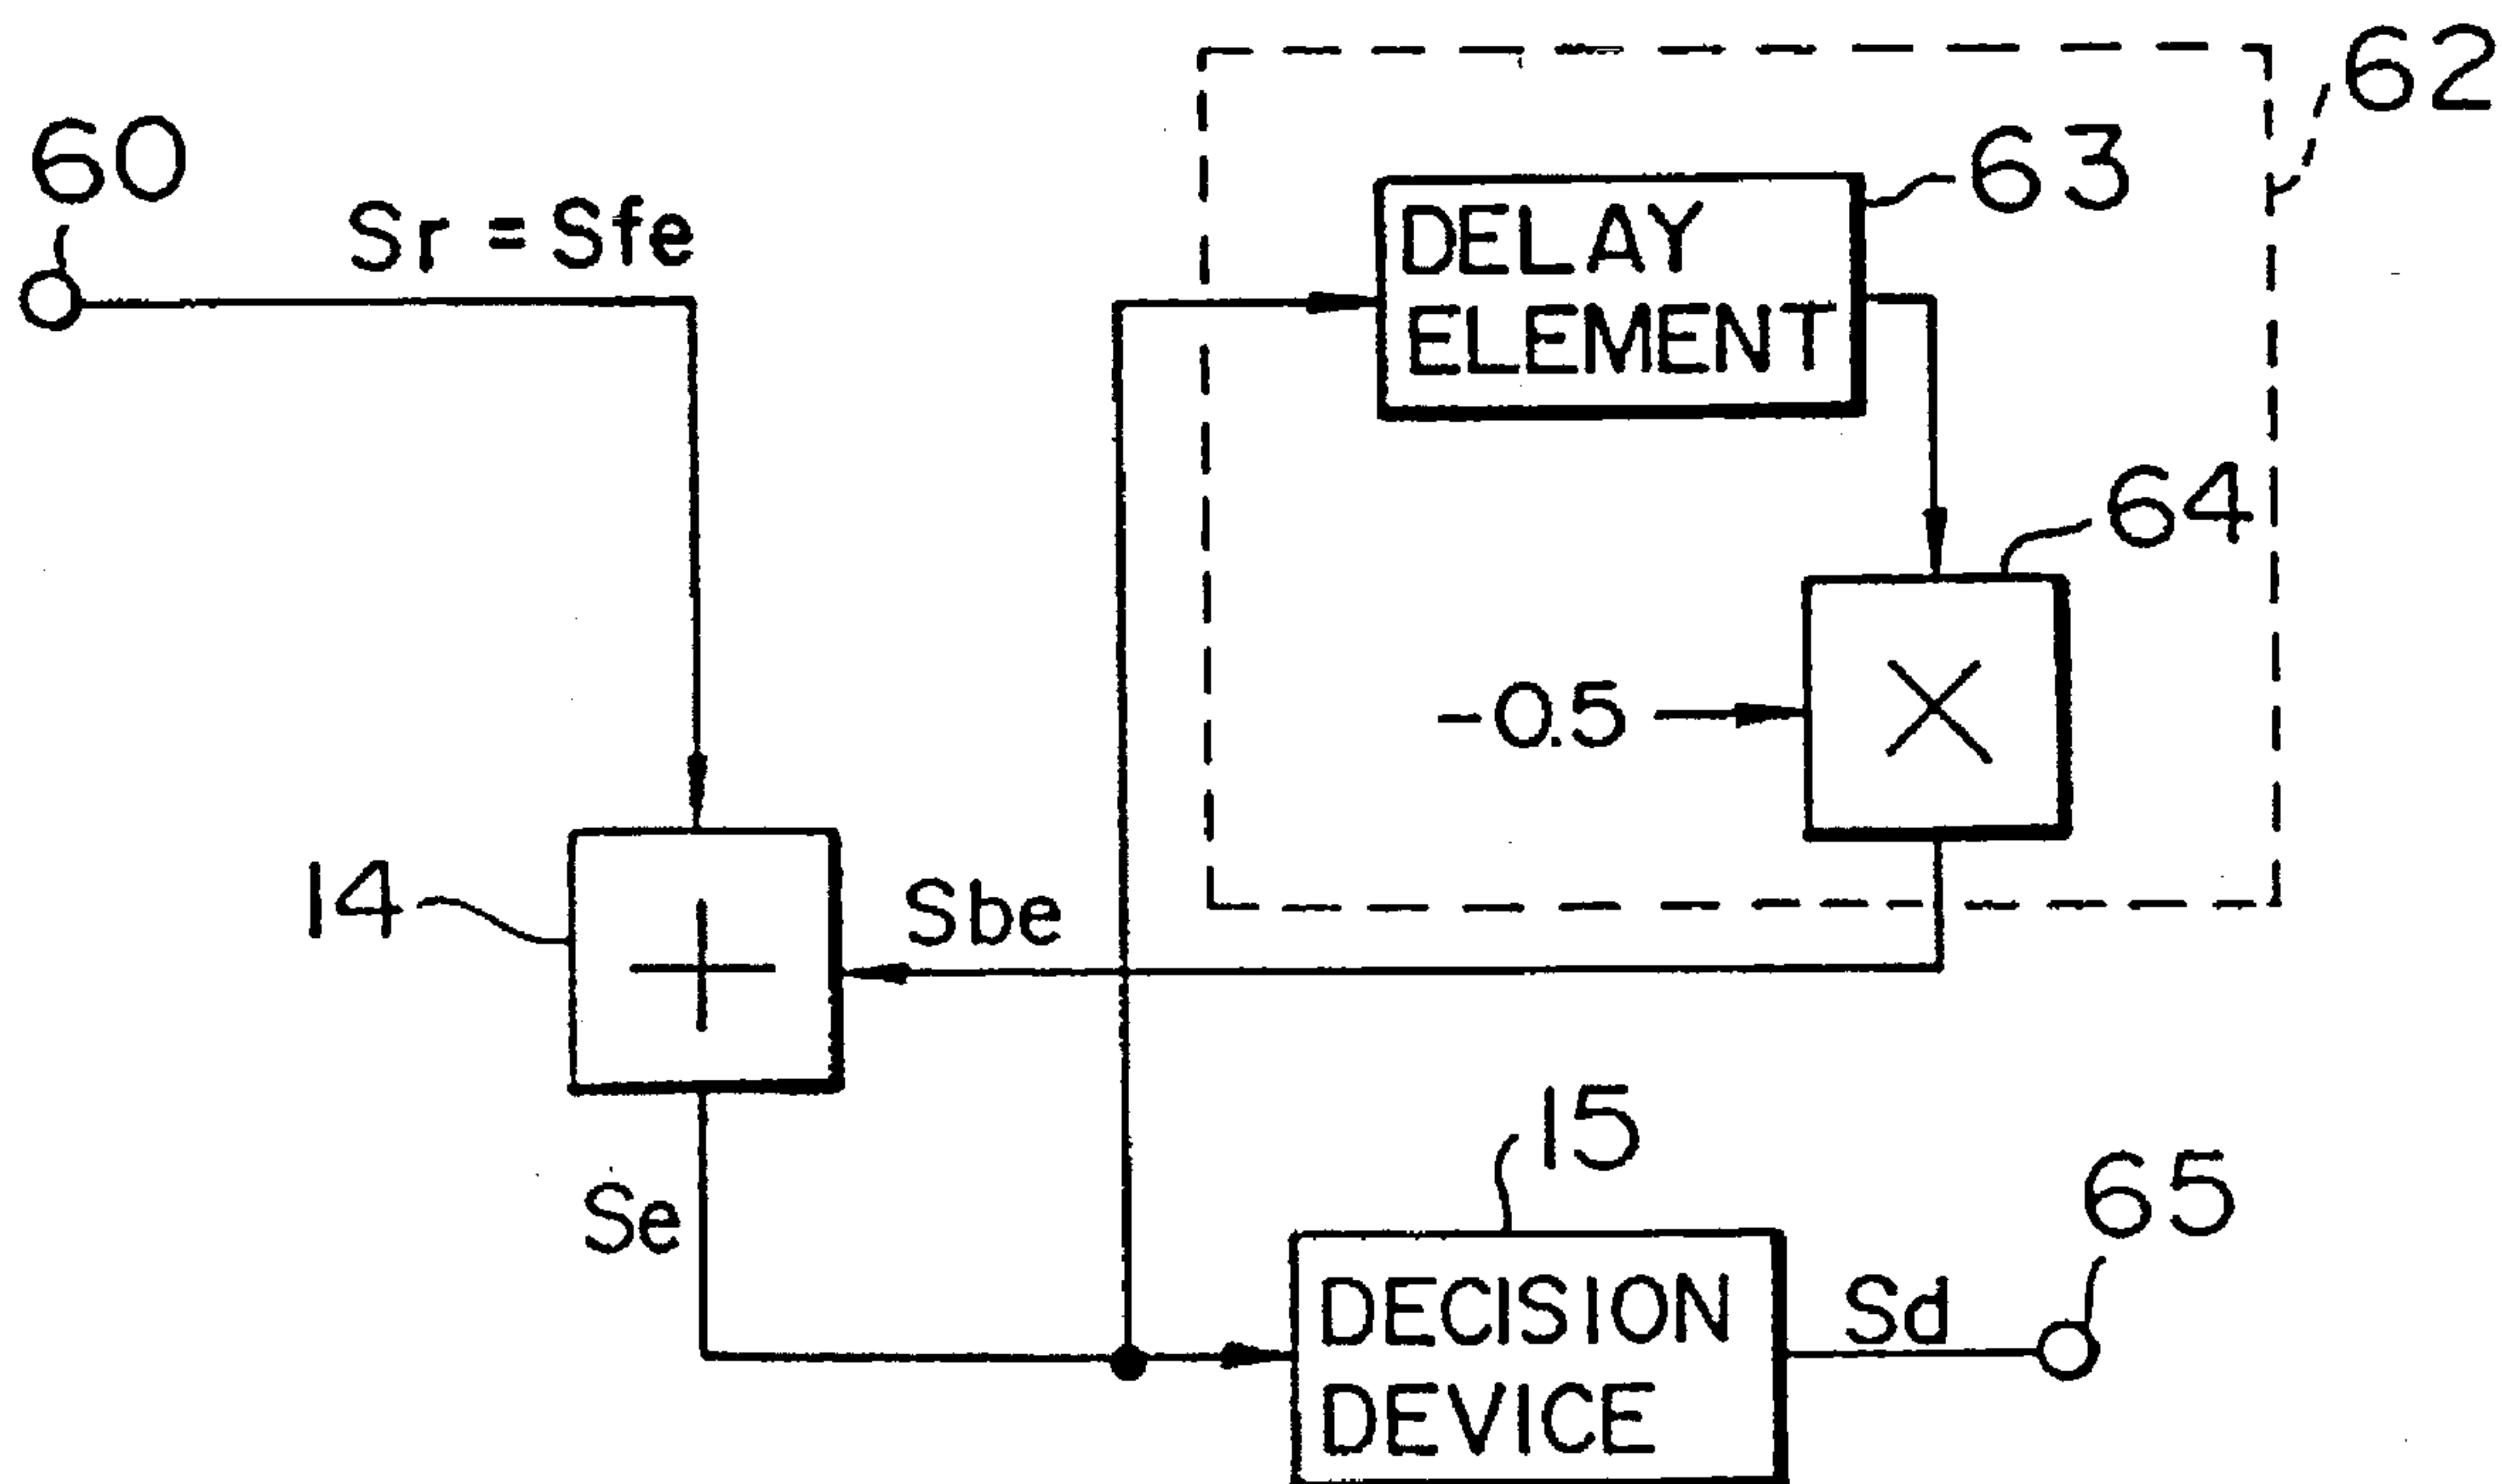 62
60
63
Sr = Sfe
DELAY
ELEMENT
64
-0.5
×
14
Sbe
+
15
65
Se
DECISION
DEVICE
Sd